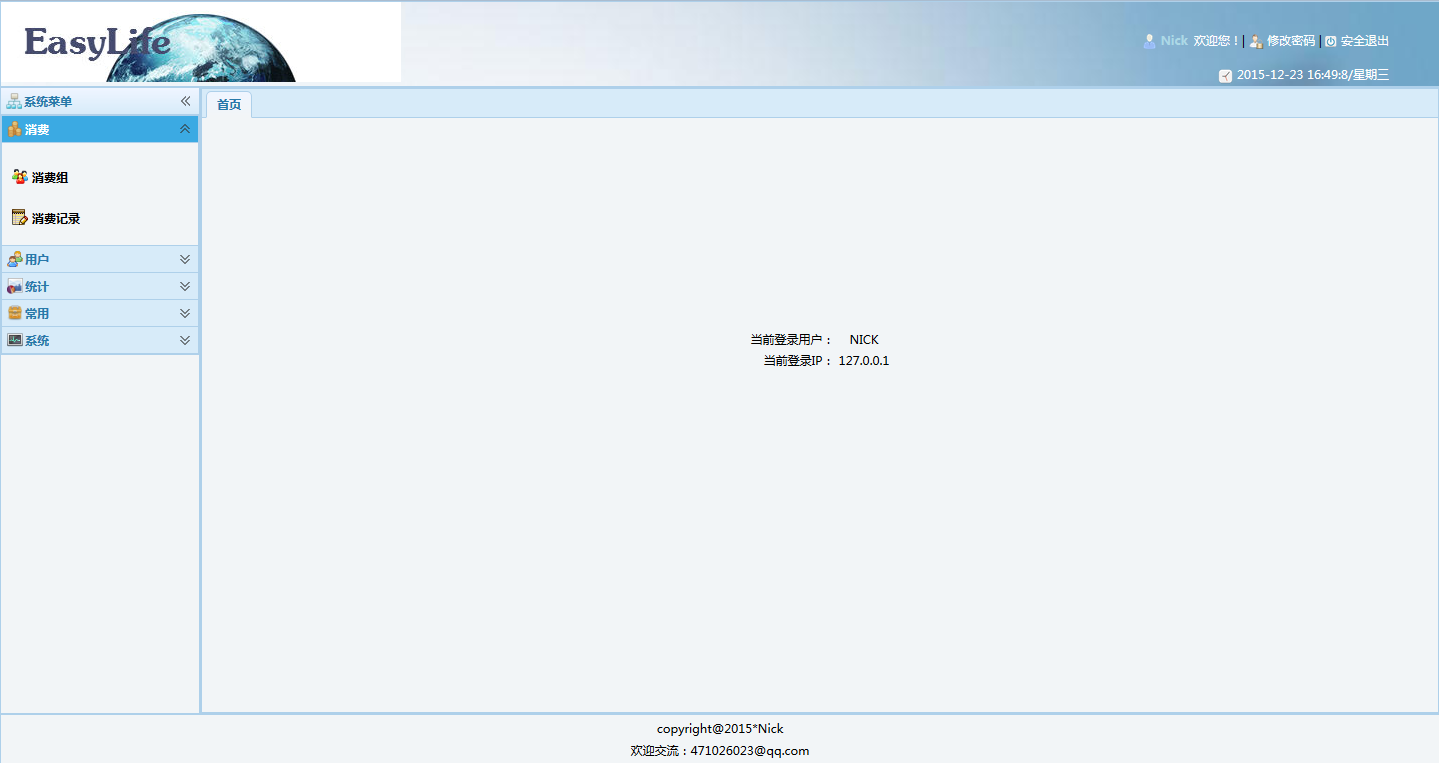 EasyLife
Nick 欢迎您！| 修改密码 | 安全退出
2015-12-23 16:49:8/星期三
系统菜单
首页
消费
消费组
消费记录
用户
统计
常用
系统
当前登录用户： NICK
当前登录IP： 127.0.0.1
copyright@2015*Nick
欢迎交流：471026023@qq.com